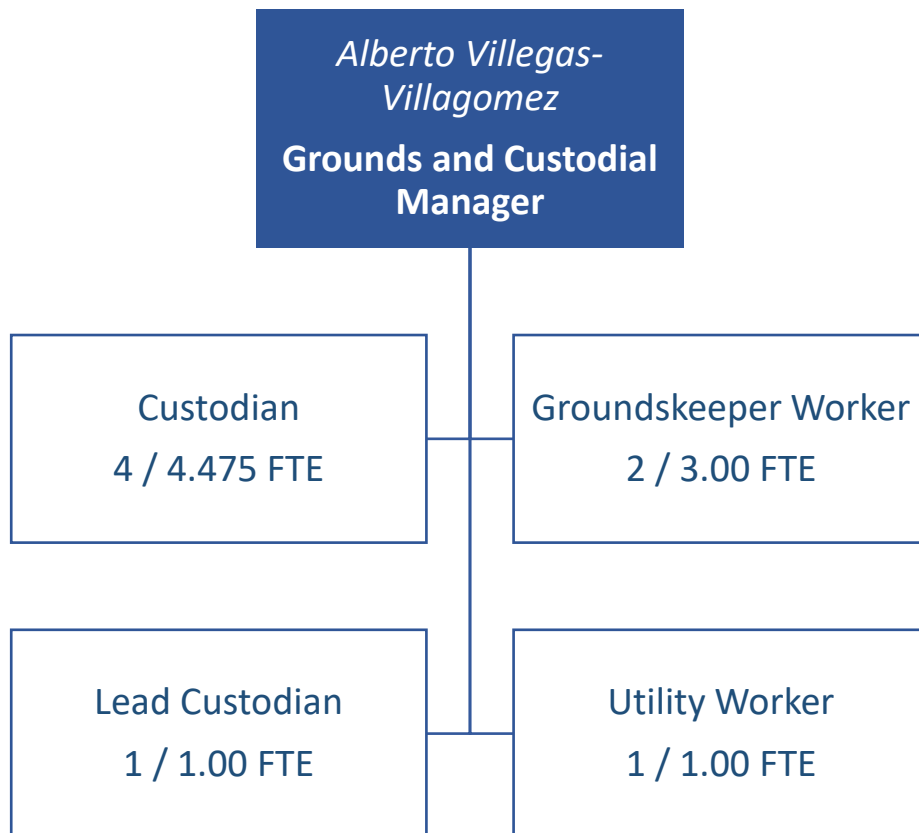 Alberto Villegas-
Villagomez
Grounds and Custodial
Manager
Custodian
4 / 4.475 FTE
Groundskeeper Worker
2 / 3.00 FTE
Lead Custodian
1 / 1.00 FTE
Utility Worker
1 / 1.00 FTE